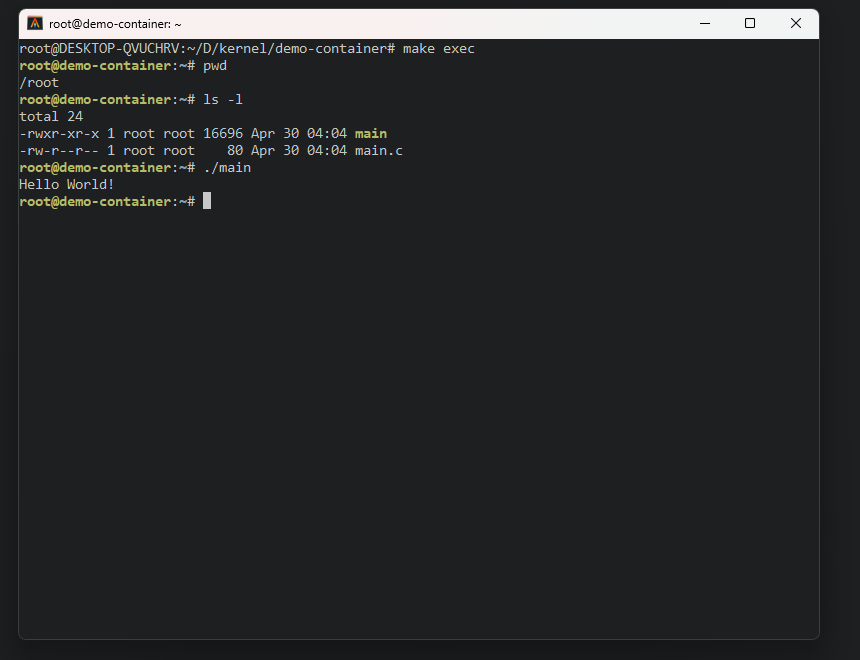 root@demo-container: ~
root@DESKTOP-QVUCHRV:~/D/kernel/demo-container# make exec
root@demo-container:~# pwd
/root
root@demo-container:~# ls -l
total 24
-rwxr-xr-x 1 root root 16696 Apr 30 04:04 main
-rw-r--r-- 1 root root    80 Apr 30 04:04 main.c
root@demo-container:~# ./main
Hello World!
root@demo-container:~#